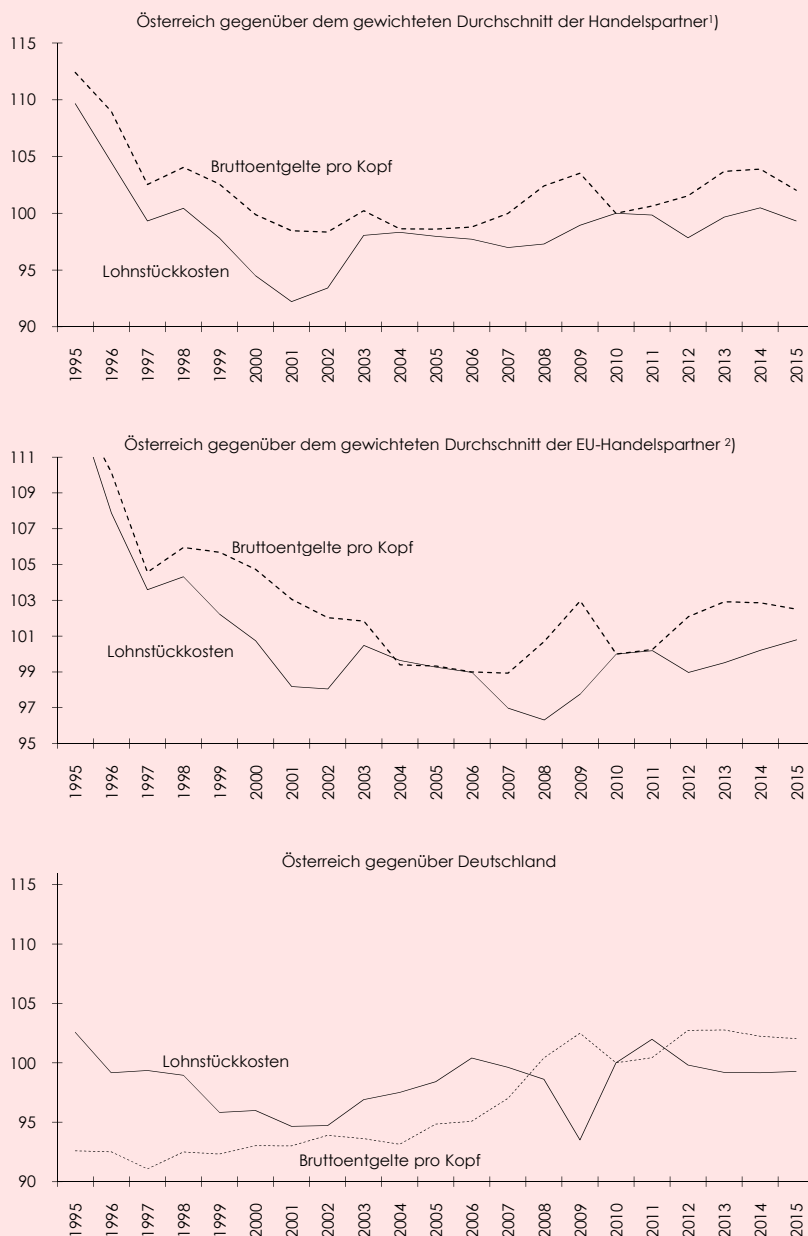 Österreich gegenüber dem gewichteten Durchschnitt der Handelspartner¹)
115
110
105
100
95
90
Bruttoentgelte pro Kopf
Lohnstückkosten
1995 1996 1997 1998 1999 2000 2001 2002 2003 2004 2005 2006 2007 2008 2009 2010 2011 2012 2013 2014 2015
Österreich gegenüber dem gewichteten Durchschnitt der EU-Handelspartner ²)
111
109
107
105
103
101
99
97
95
Bruttoentgelte pro Kopf
Lohnstückkosten
1995 1996 1997 1998 1999 2000 2001 2002 2003 2004 2005 2006 2007 2008 2009 2010 2011 2012 2013 2014 2015
Österreich gegenüber Deutschland
115
110
105
100
95
90
Lohnstückkosten
Bruttoentgelte pro Kopf
1995 1996 1997 1998 1999 2000 2001 2002 2003 2004 2005 2006 2007 2008 2009 2010 2011 2012 2013 2014 2015